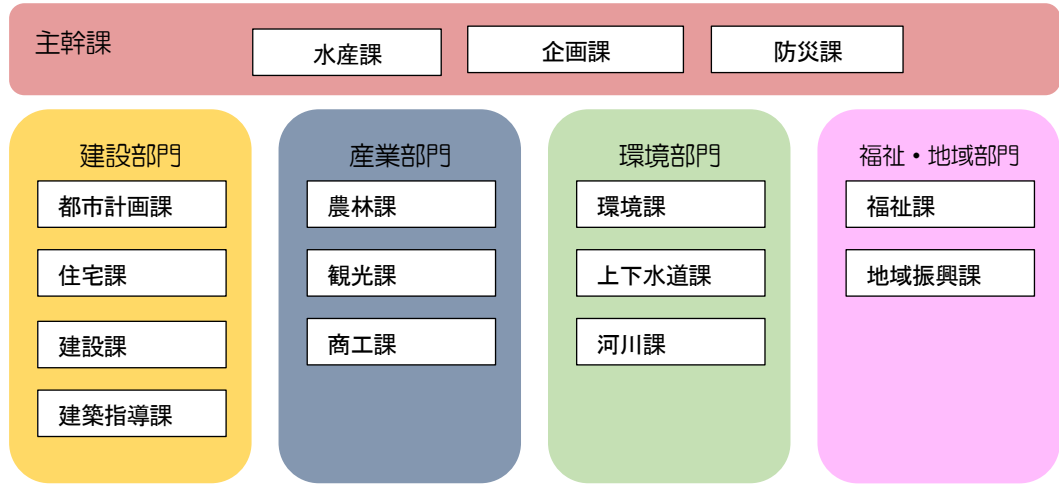 主幹課
水産課
企画課
防災課
建設部門
都市計画課
住宅課
建設課
建築指導課
産業部門
農林課
観光課
商工課
環境部門
環境課
上下水道課
河川課
福祉・地域部門
福祉課
地域振興課